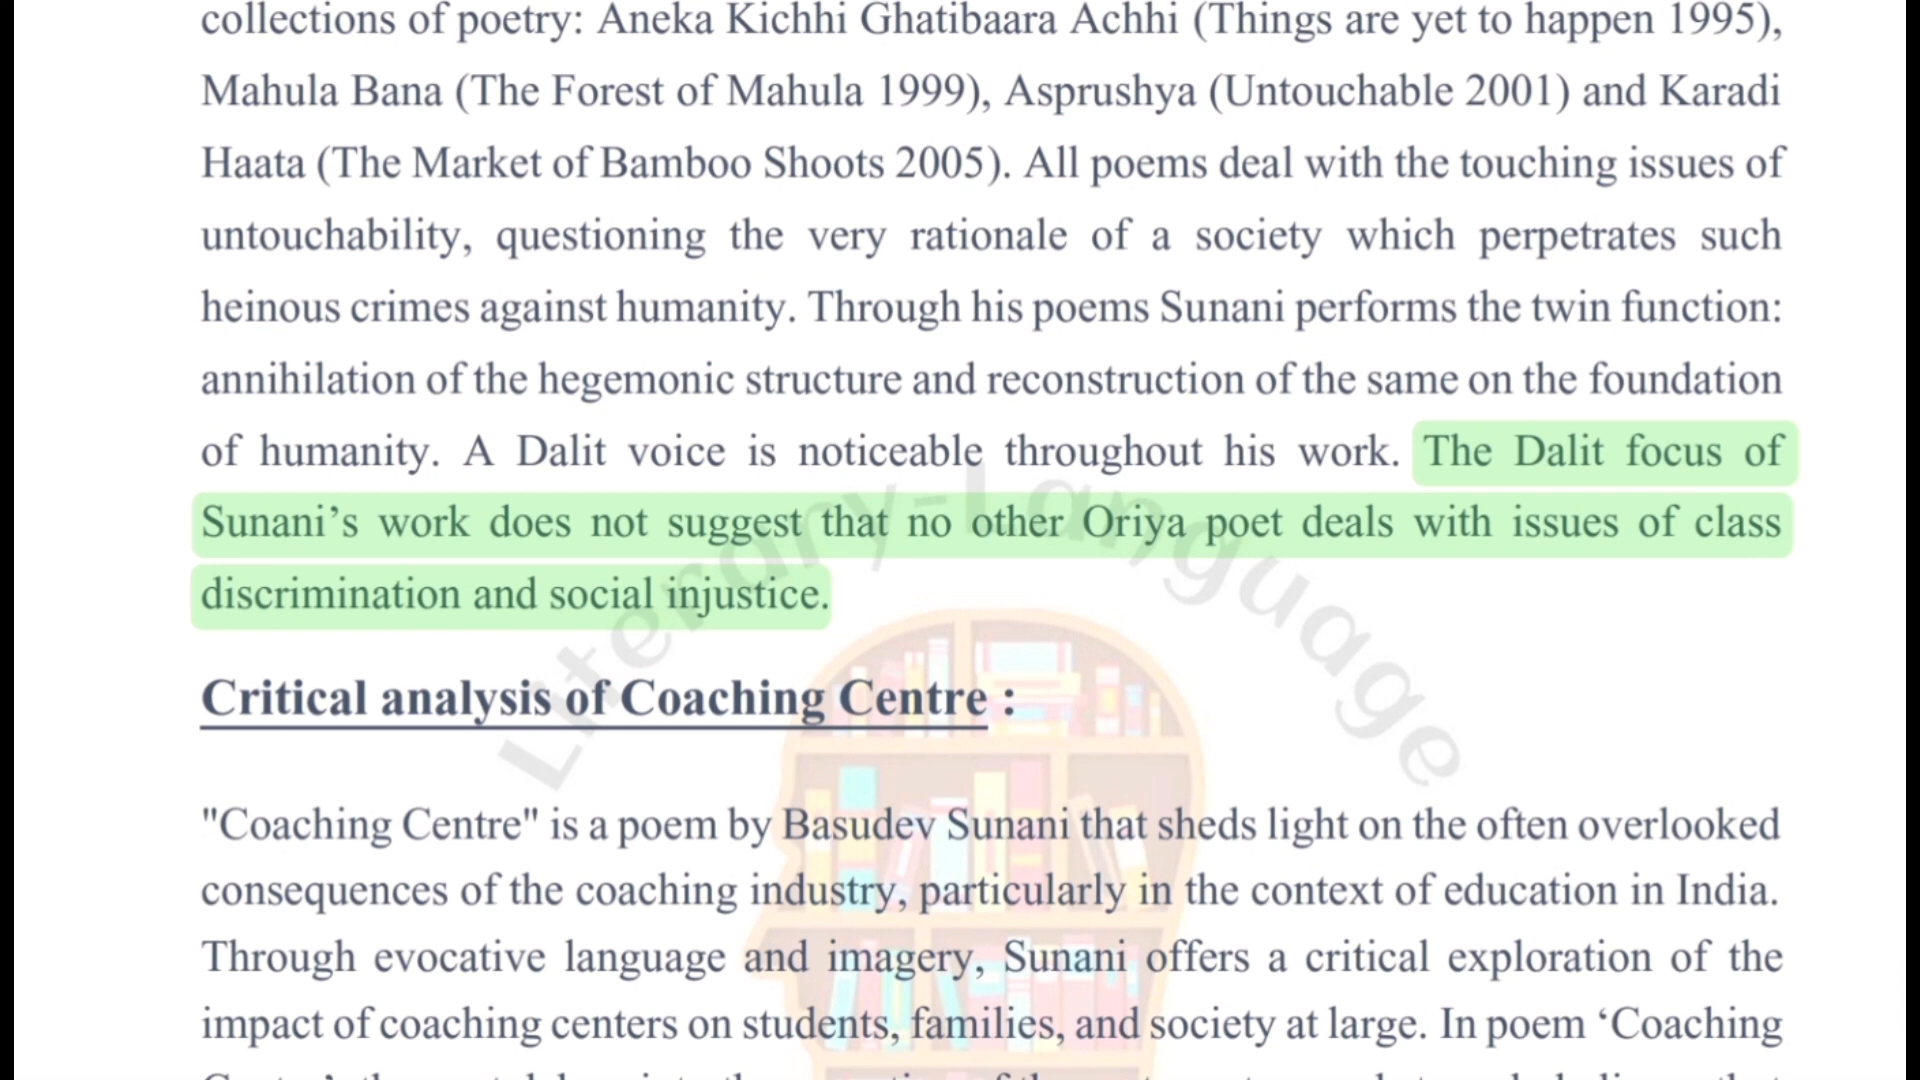 collections of poetry: Aneka Kichhi Ghatibaara Achhi (Things are yet to happen 1995),
Mahula Bana (The Forest of Mahula 1999), Asprushya (Untouchable 2001) and Karadi
Haata (The Market of Bamboo Shoots 2005). All poems deal with the touching issues of
untouchability, questioning the very rationale of a society which perpetrates such
heinous crimes against humanity. Through his poems Sunani performs the twin function:
annihilation of the hegemonic structure and reconstruction of the same on the foundation
of humanity. A Dalit voice is noticeable throughout his work. The Dalit focus of
Sunani’s work does not suggest that no other Oriya poet deals with issues of class
discrimination and social injustice.
Literary-Language
Critical analysis of Coaching Centre :
"Coaching Centre" is a poem by Basudev Sunani that sheds light on the often overlooked
consequences of the coaching industry, particularly in the context of education in India.
Through evocative language and imagery, Sunani offers a critical exploration of the
impact of coaching centers on students, families, and society at large. In poem ‘Coaching